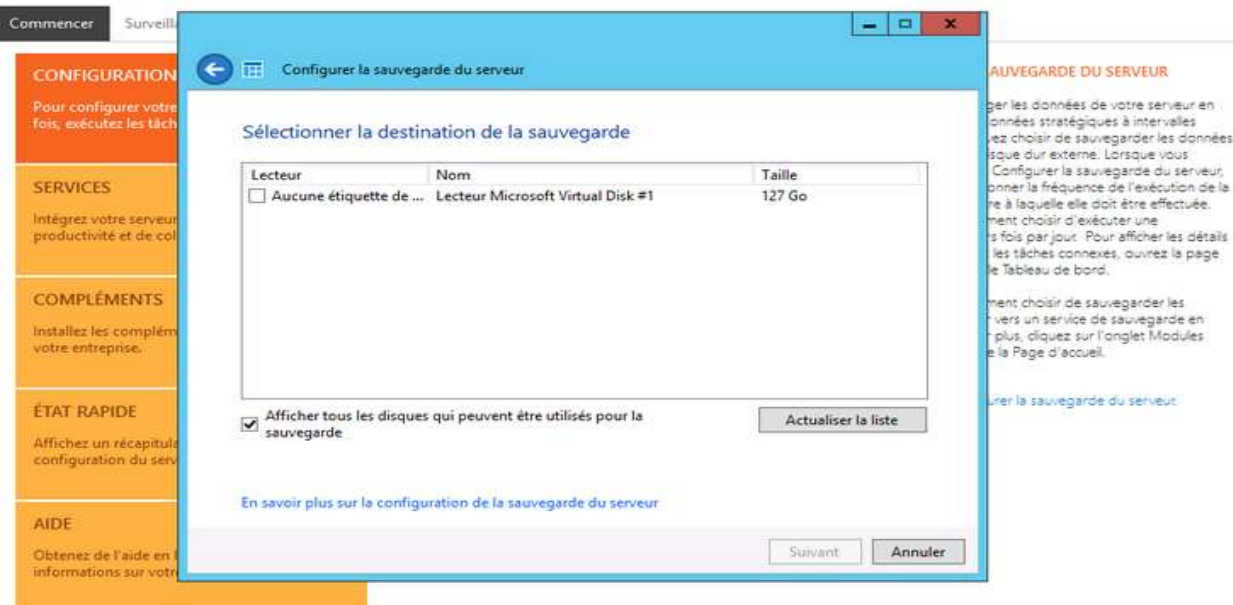 Commencer
Surveill
CONFIGURATION
Pour configurer votre
fois, exécutez les tâch
SERVICES
Intégrez votre serveur
productivité et de col
COMPLÉMENTS
Installez les complém
votre entreprise.
ÉTAT RAPIDE
Affichez un récapitula
configuration du serv
AIDE
Obtenez de l'aide en l
informations sur votre
Configurer la sauvegarde du serveur
Sélectionner la destination de la sauvegarde
Lecteur Nom Taille
Aucune étiquette de ... Lecteur Microsoft Virtual Disk #1 127 Go
Afficher tous les disques qui peuvent être utilisés pour la
sauvegarde
Actualiser la liste
En savoir plus sur la configuration de la sauvegarde du serveur
Suivant Annuler
AUVEGARDE DU SERVEUR
ger les données de votre serveur en
onnées stratégiques à intervalles
vez choisir de sauvegarder les données
isque dur externe. Lorsque vous
Configurer la sauvegarde du serveur,
onner la fréquence de l'exécution de la
re à laquelle elle doit être effectuée.
ment choisir d'exécuter une
s fois par jour. Pour afficher les détails
les tâches connexes, ouvrez la page
le Tableau de bord.
ment choisir de sauvegarder les
vers un service de sauvegarde en
plus, cliquez sur l'onglet Modules
e la Page d'accueil.
urer la sauvegarde du serveur.